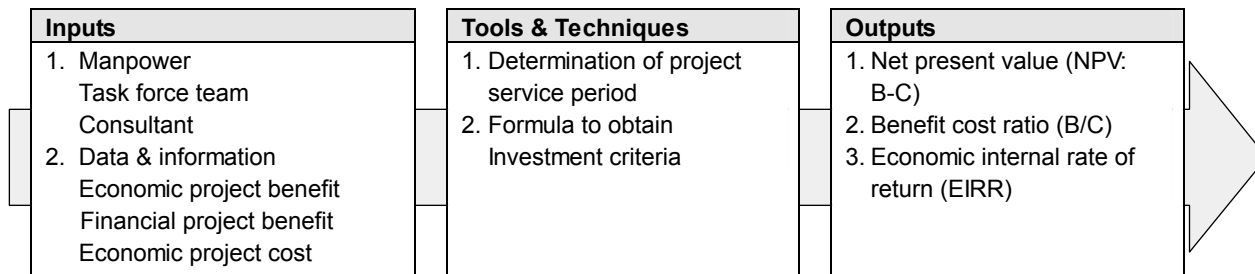 Inputs
1. Manpower
Task force team
Consultant
2. Data & information
Economic project benefit
Financial project benefit
Economic project cost
Tools & Techniques
1. Determination of project
service period
2. Formula to obtain
Investment criteria
Outputs
1. Net present value (NPV:
B-C)
2. Benefit cost ratio (B/C)
3. Economic internal rate of
return (EIRR)